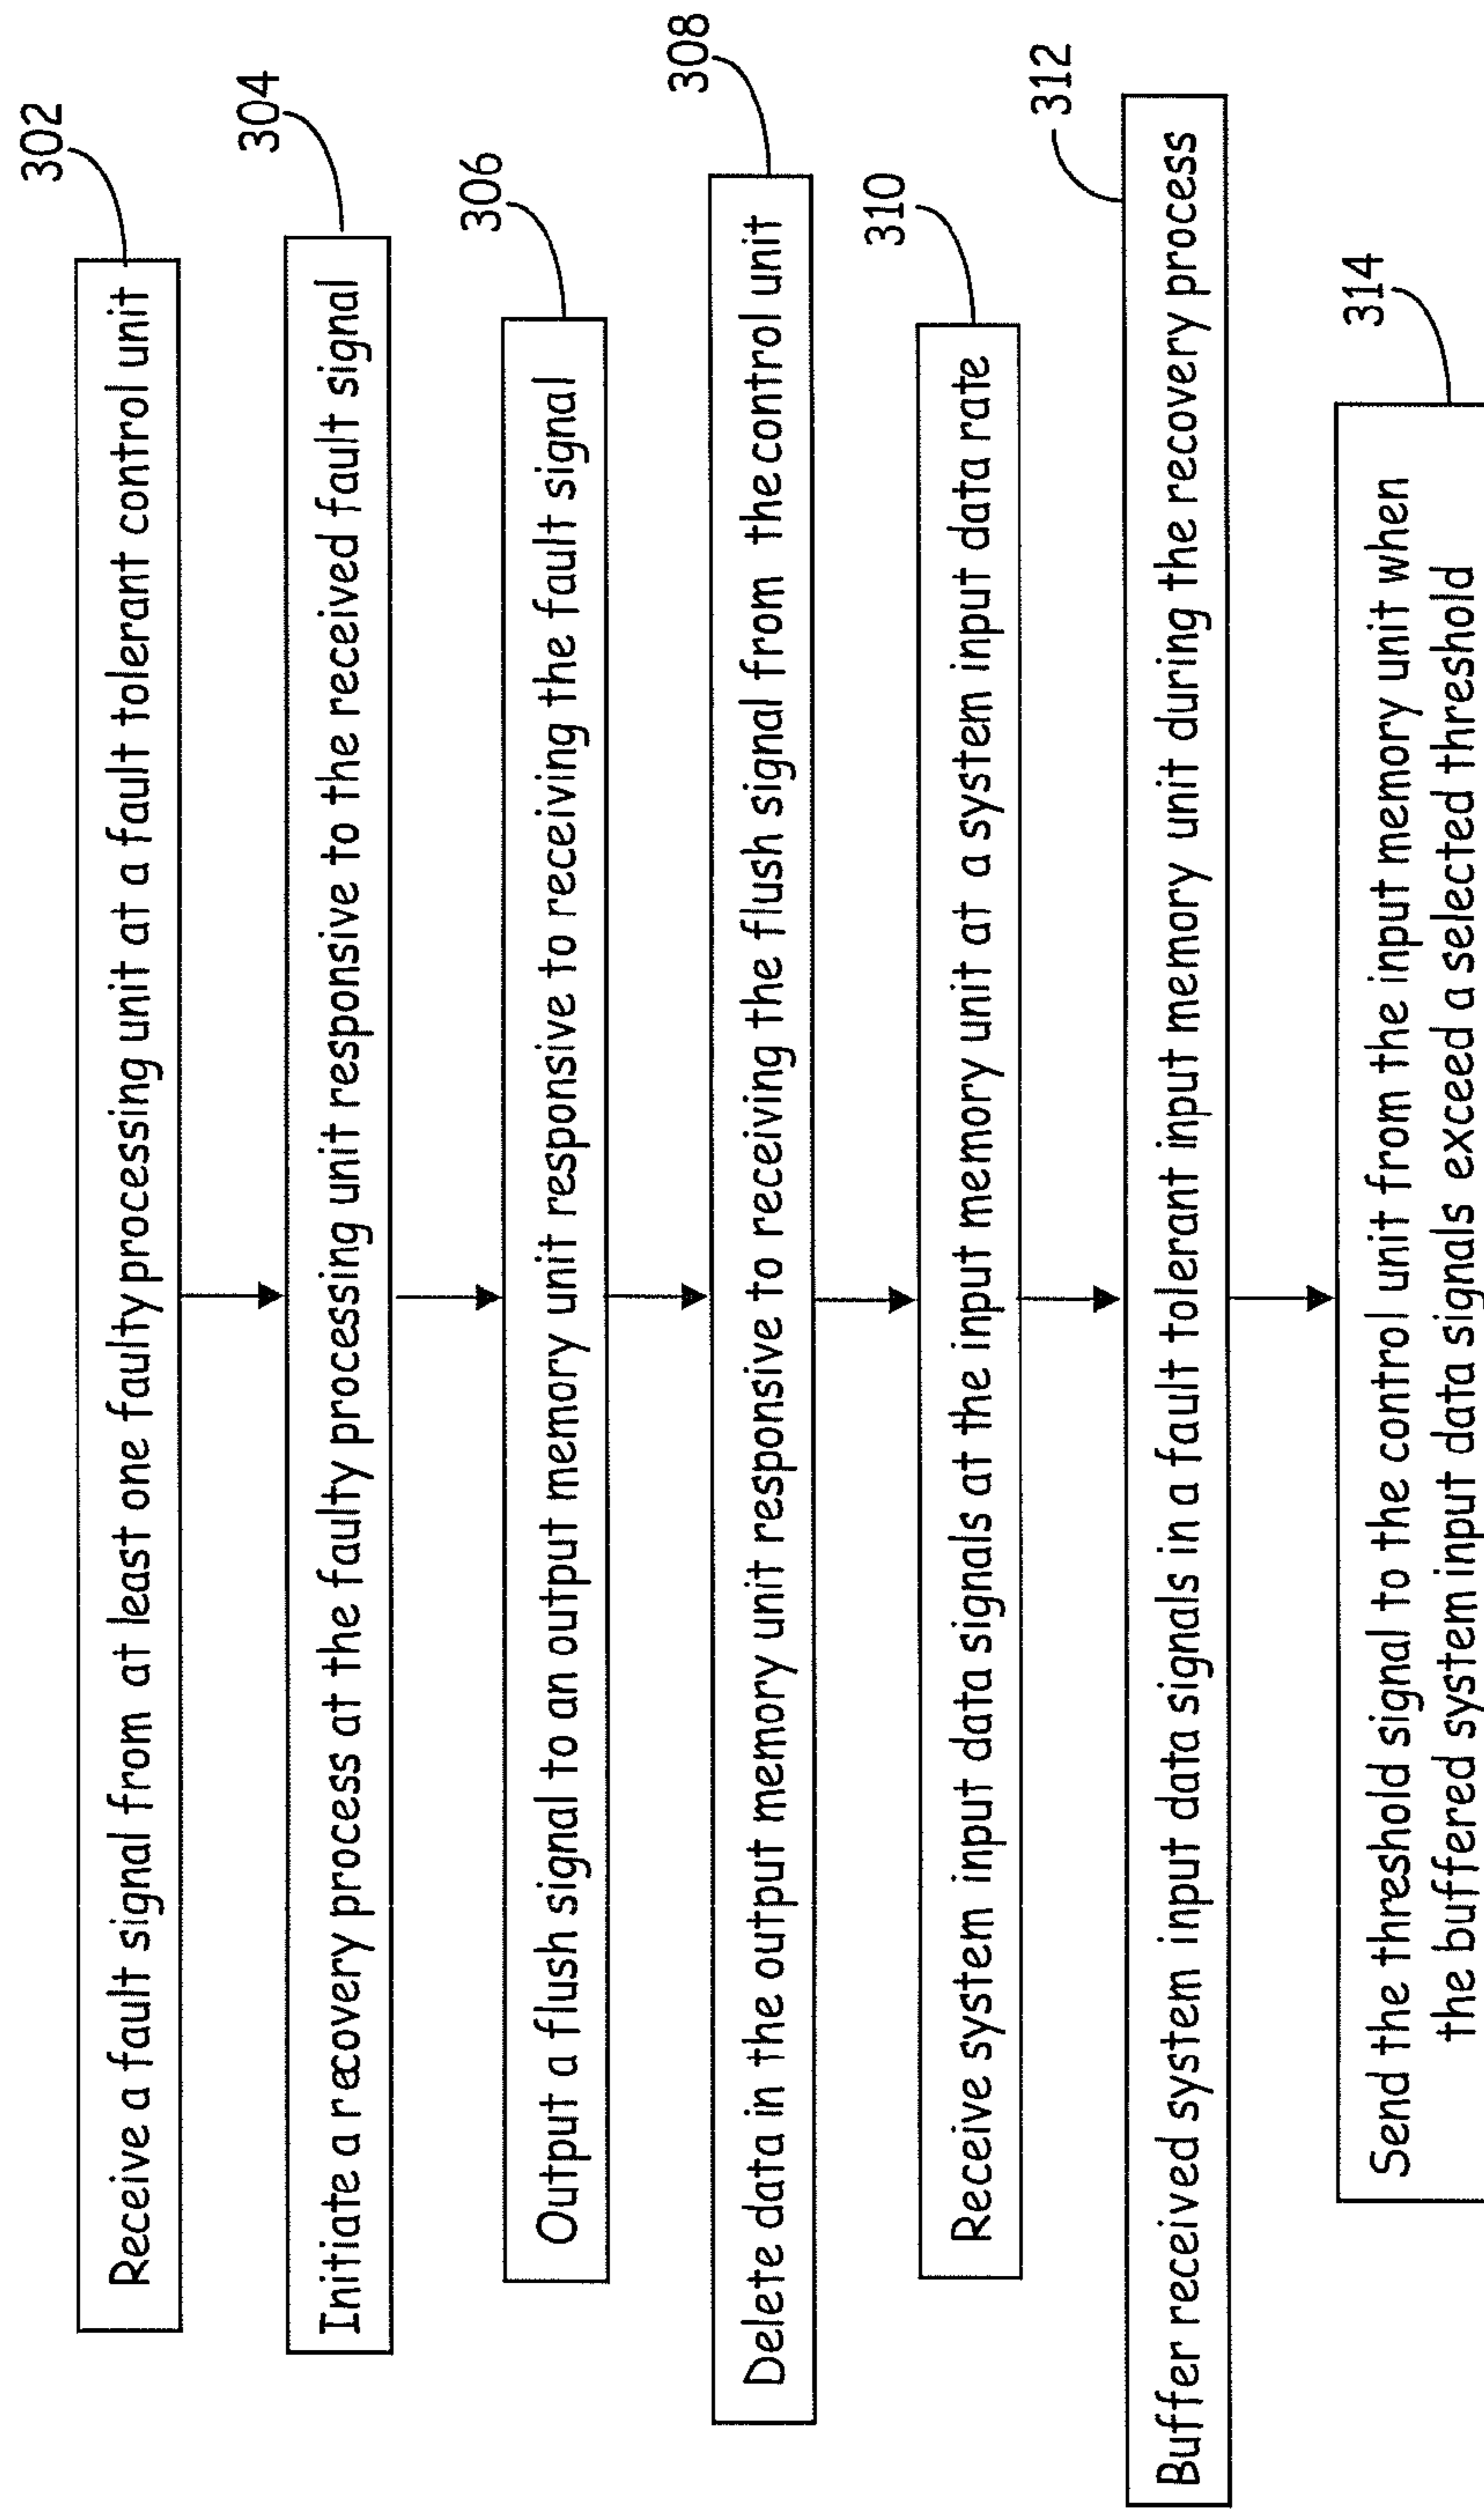 302
Receive a fault signal from at least one faulty processing unit at a fault tolerant control unit
304
Initiate a recovery process at the faulty processing unit responsive to the received fault signal
306
Output a flush signal to an output memory unit responsive to receiving the fault signal
308
Delete data in the output memory unit responsive to receiving the flush signal from the control unit
310
Receive system input data signals at the input memory unit at a system input data rate
312
Buffer received system input data signals in a fault tolerant input memory unit during the recovery process
314
Send the threshold signal to the control unit from the input memory unit when
the buffered system input data signals exceed a selected threshold